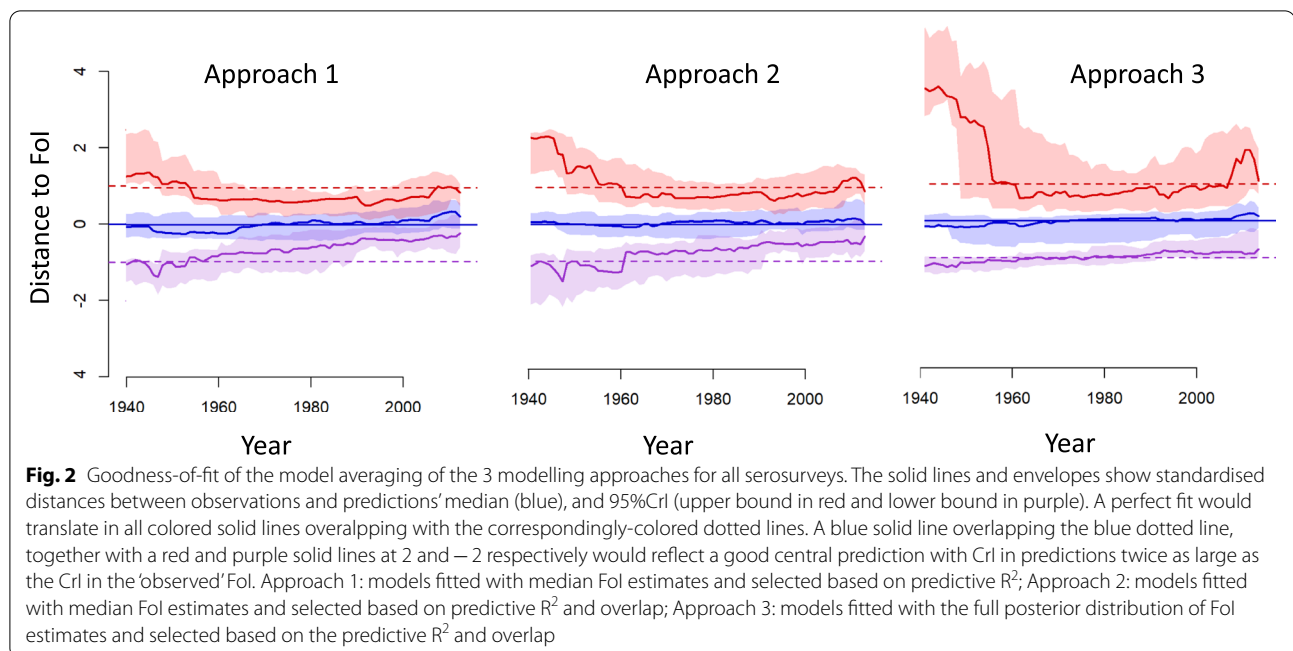 Approach 1
Approach 2
Approach 3
Distance to FoI
4
2
0
-2
4
1940
1960
1980
2000
1940
1960
1980
2000
1940
1960
1980
2000
Year
Year
Year
Fig. 2 Goodness-of-fit of the model averaging of the 3 modelling approaches for all serosurveys. The solid lines and envelopes show standardised
distances between observations and predictions’ median (blue), and 95%CrI (upper bound in red and lower bound in purple). A perfect fit would
translate in all colored solid lines overalpping with the correspondingly-colored dotted lines. A blue solid line overlapping the blue dotted line,
together with a red and purple solid lines at 2 and − 2 respectively would reflect a good central prediction with CrI in predictions twice as large as
the CrI in the ‘observed’ FoI. Approach 1: models fitted with median FoI estimates and selected based on predictive R²; Approach 2: models fitted
with median FoI estimates and selected based on predictive R² and overlap; Approach 3: models fitted with the full posterior distribution of FoI
estimates and selected based on the predictive R² and overlap